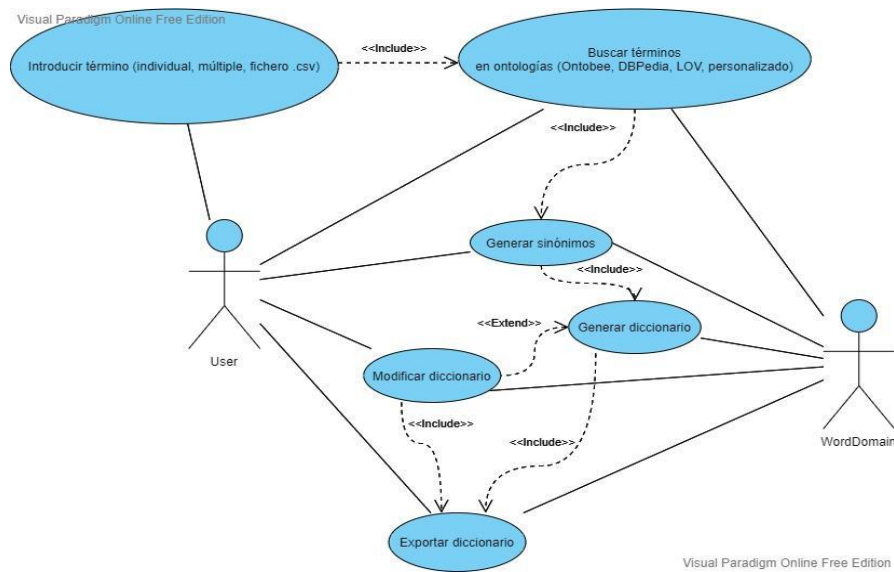 Visual Paradigm Online Free Edition
Introducir término (individual, múltiple, fichero .csv)
<<Include>>
Buscar términos
en ontologías (Ontobee, DBPedia, LOV, personalizado)
<<Include>>
Generar sinónimos
<<Include>>
<<Extend>>
Generar diccionario
User
Modificar diccionario
<<Include>>
<<Include>>
WordDomain
Exportar diccionario
Visual Paradigm Online Free Edition